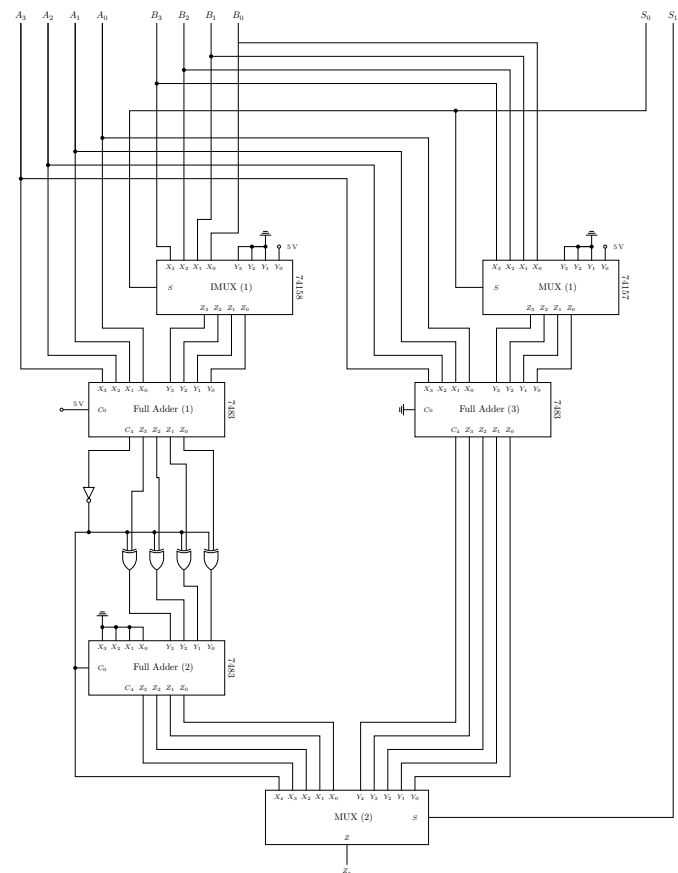 A3 A2 A1 A0 B3 B2 B1 B0 S0 S1
5 V 5 V
X3 X2 X1 X0 Y3 Y2 Y1 Y0 X3 X2 X1 X0 Y3 Y2 Y1 Y0
S IMUX (1) 74158 S MUX (1) 74157
Z3 Z2 Z1 Z0 Z3 Z2 Z1 Z0
X3 X2 X1 X0 Y3 Y2 Y1 Y0 X3 X2 X1 X0 Y3 Y2 Y1 Y0
5 V C0 Full Adder (1) 7483 C0 Full Adder (3) 7483
C4 Z3 Z2 Z1 Z0 C4 Z3 Z2 Z1 Z0
X3 X2 X1 X0 Y3 Y2 Y1 Y0
C0 Full Adder (2) 7483
C4 Z3 Z2 Z1 Z0
X4 X3 X2 X1 X0 Y4 Y3 Y2 Y1 Y0
MUX (2) S
Z